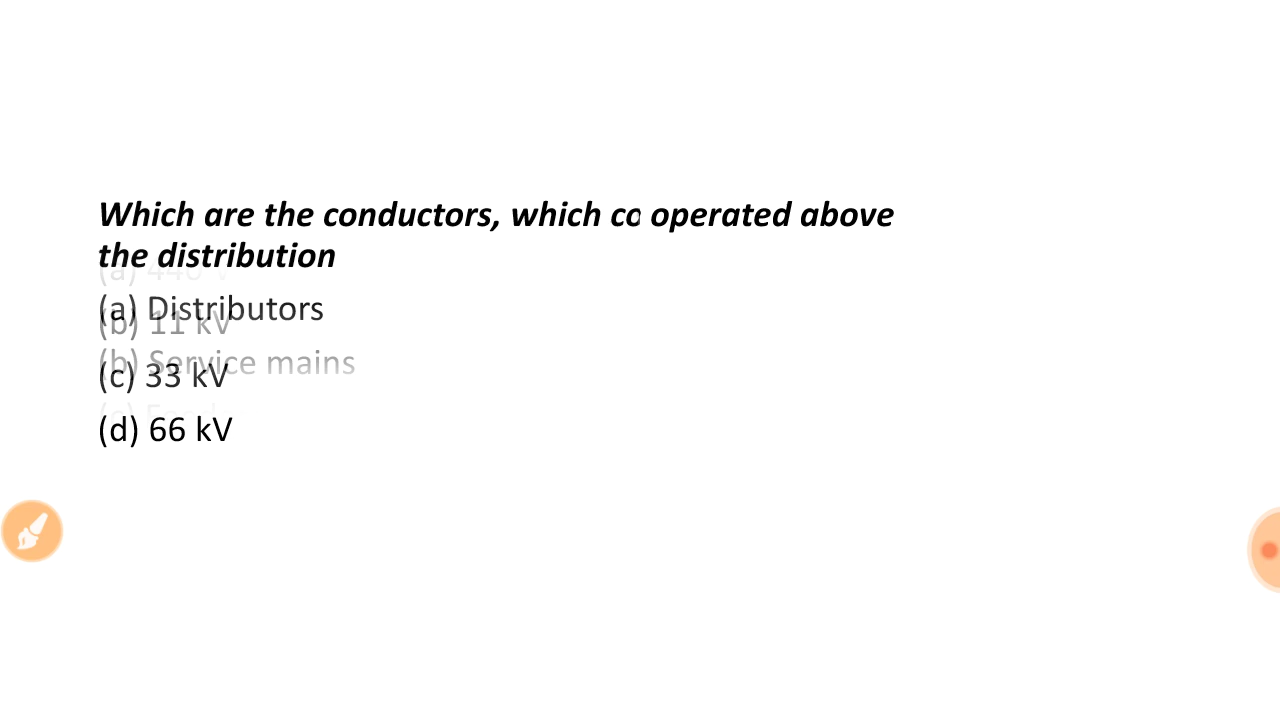 Which are the conductors, which co operated above
the distribution
(a) 440 V
(a) Distributors
(b) 11 kV
(b) Service mains
(c) 33 kV
(d) 66 kV